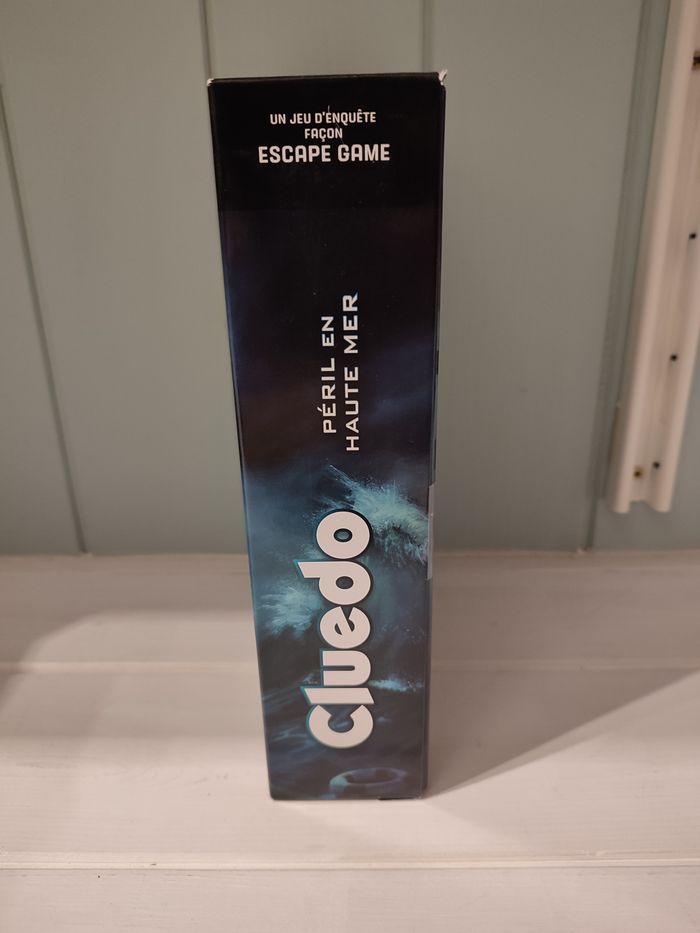 UN JEU D'ENQUÊTE
FAÇON
ESCAPE GAME
PÉRIL EN
HAUTE MER
Cluedo